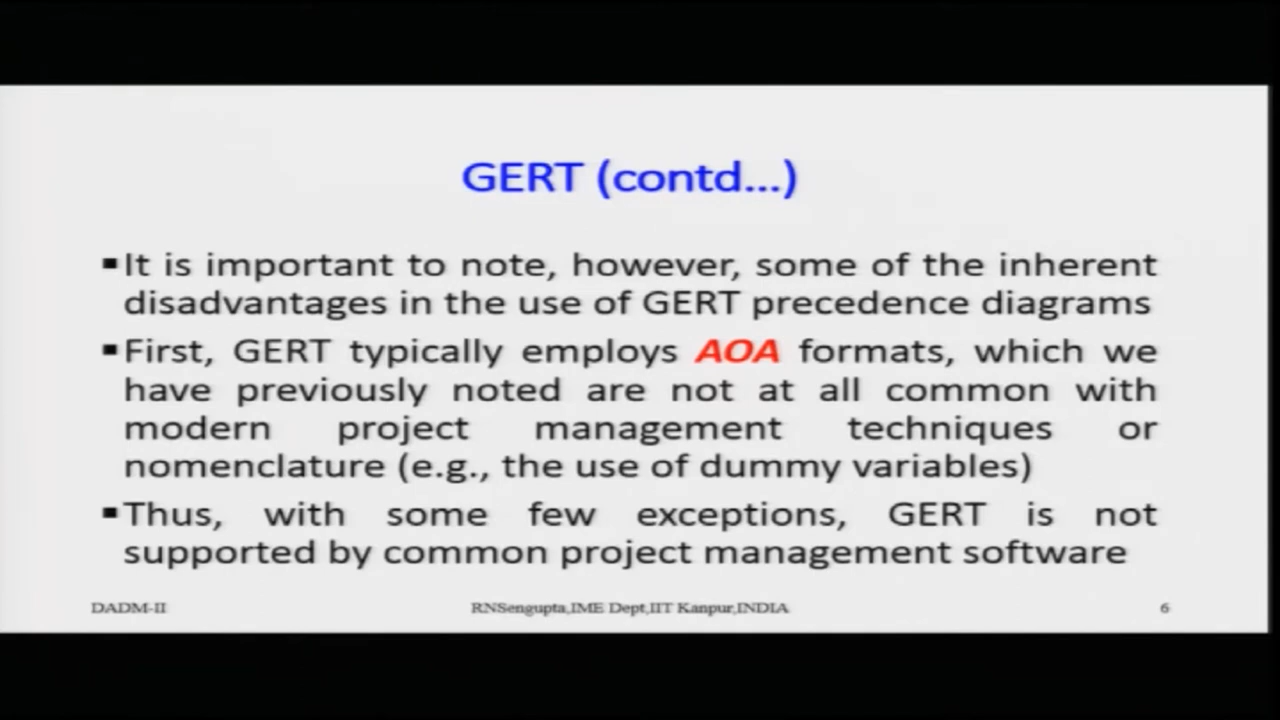 GERT (contd...)
▪It is important to note, however, some of the inherent
disadvantages in the use of GERT precedence diagrams
▪First, GERT typically employs AOA formats, which we
have previously noted are not at all common with
modern project management techniques or
nomenclature (e.g., the use of dummy variables)
▪Thus, with some few exceptions, GERT is not
supported by common project management software
DADM-II RNSengupta,IME Dept,IIT Kanpur,INDIA 6